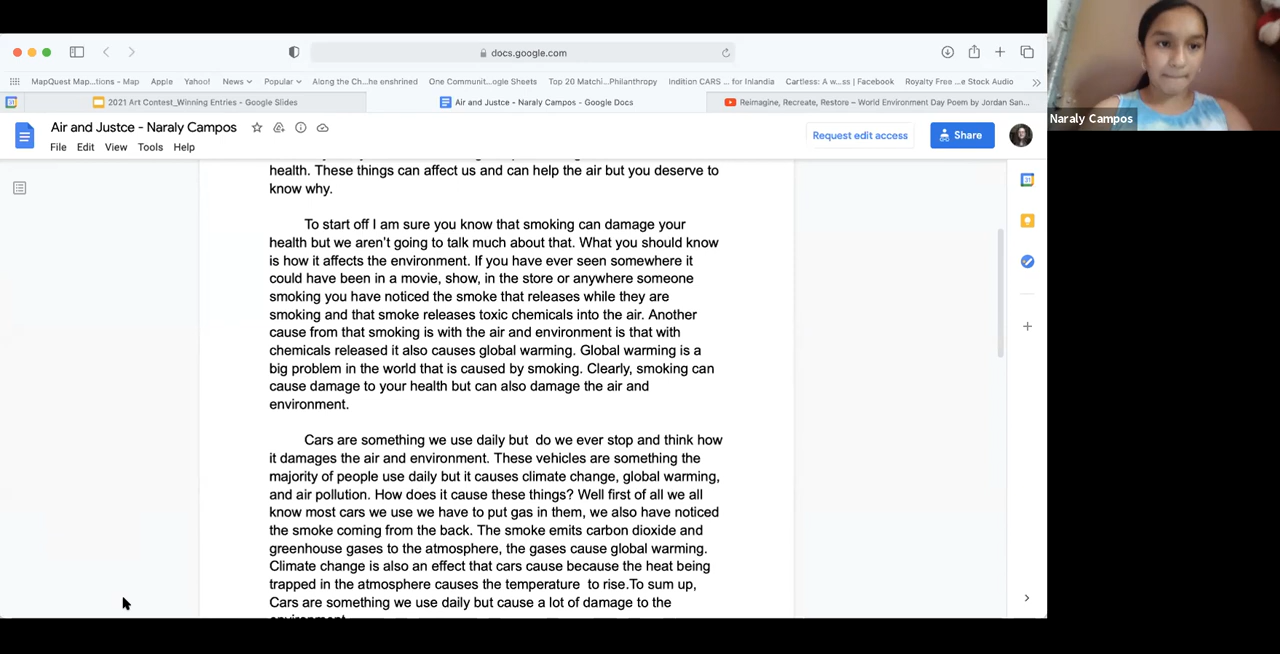 docs.google.com
MapQuest Map...tions - Map Apple Yahoo! News Popular Along the Ch...he enshrined One Communit...ogle Sheets Top 20 Matchi...Philanthropy Indition CARS ... for Inlandia Cartless: A w...ss | Facebook Royalty Free ...e Stock Audio
2021 Art Contest_Winning Entries - Google Slides
Air and Justce - Naraly Campos - Google Docs
Reimagine, Recreate, Restore – World Environment Day Poem by Jordan San...
Air and Justce - Naraly Campos
File Edit View Tools Help
Request edit access
Share
Naraly Campos
health. These things can affect us and can help the air but you deserve to
know why.
To start off I am sure you know that smoking can damage your
health but we aren't going to talk much about that. What you should know
is how it affects the environment. If you have ever seen somewhere it
could have been in a movie, show, in the store or anywhere someone
smoking you have noticed the smoke that releases while they are
smoking and that smoke releases toxic chemicals into the air. Another
cause from that smoking is with the air and environment is that with
chemicals released it also causes global warming. Global warming is a
big problem in the world that is caused by smoking. Clearly, smoking can
cause damage to your health but can also damage the air and
environment.
Cars are something we use daily but  do we ever stop and think how
it damages the air and environment. These vehicles are something the
majority of people use daily but it causes climate change, global warming,
and air pollution. How does it cause these things? Well first of all we all
know most cars we use we have to put gas in them, we also have noticed
the smoke coming from the back. The smoke emits carbon dioxide and
greenhouse gases to the atmosphere, the gases cause global warming.
Climate change is also an effect that cars cause because the heat being
trapped in the atmosphere causes the temperature  to rise.To sum up,
Cars are something we use daily but cause a lot of damage to the